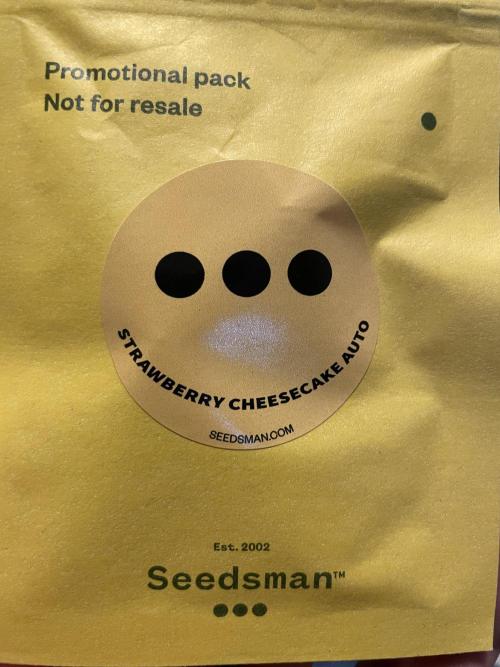 Promotional pack
Not for resale
STRAWBERRY CHEESECAKE AUTO
SEEDSMAN.COM
Est. 2002
Seedsman™